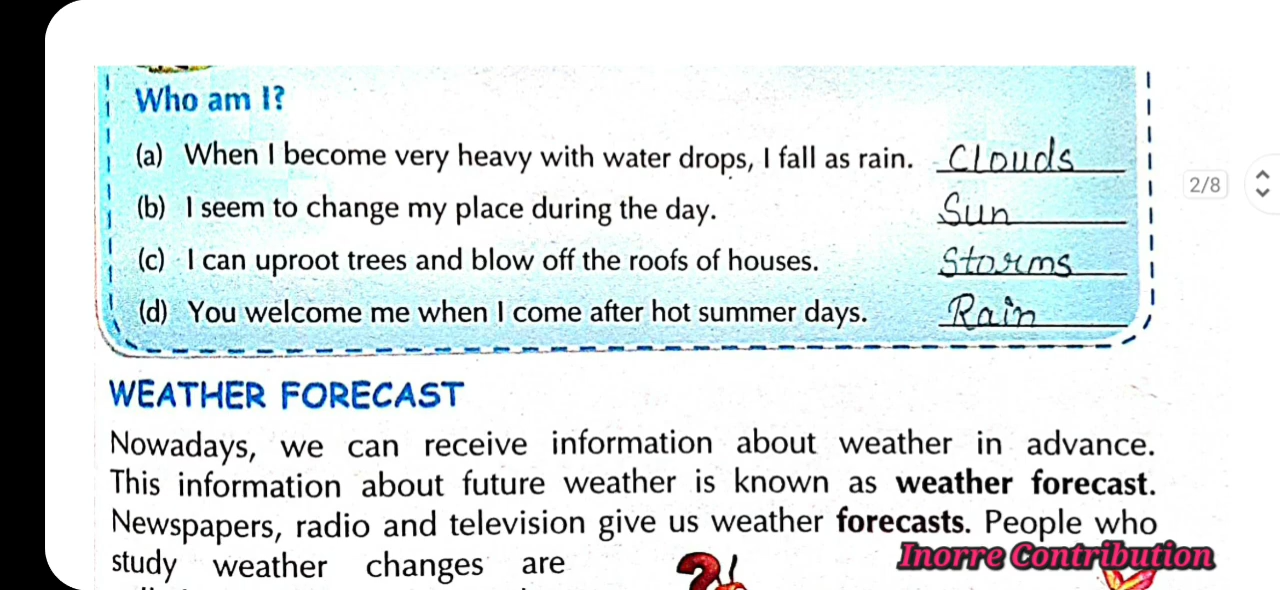 Who am I?
(a) When I become very heavy with water drops, I fall as rain. Clouds
2/8
(b) I seem to change my place during the day. Sun
(c) I can uproot trees and blow off the roofs of houses. Storms
(d) You welcome me when I come after hot summer days. Rain
WEATHER FORECAST
Nowadays, we can receive information about weather in advance.
This information about future weather is known as weather forecast.
Newspapers, radio and television give us weather forecasts. People who
study weather changes are
Inorre Contribution